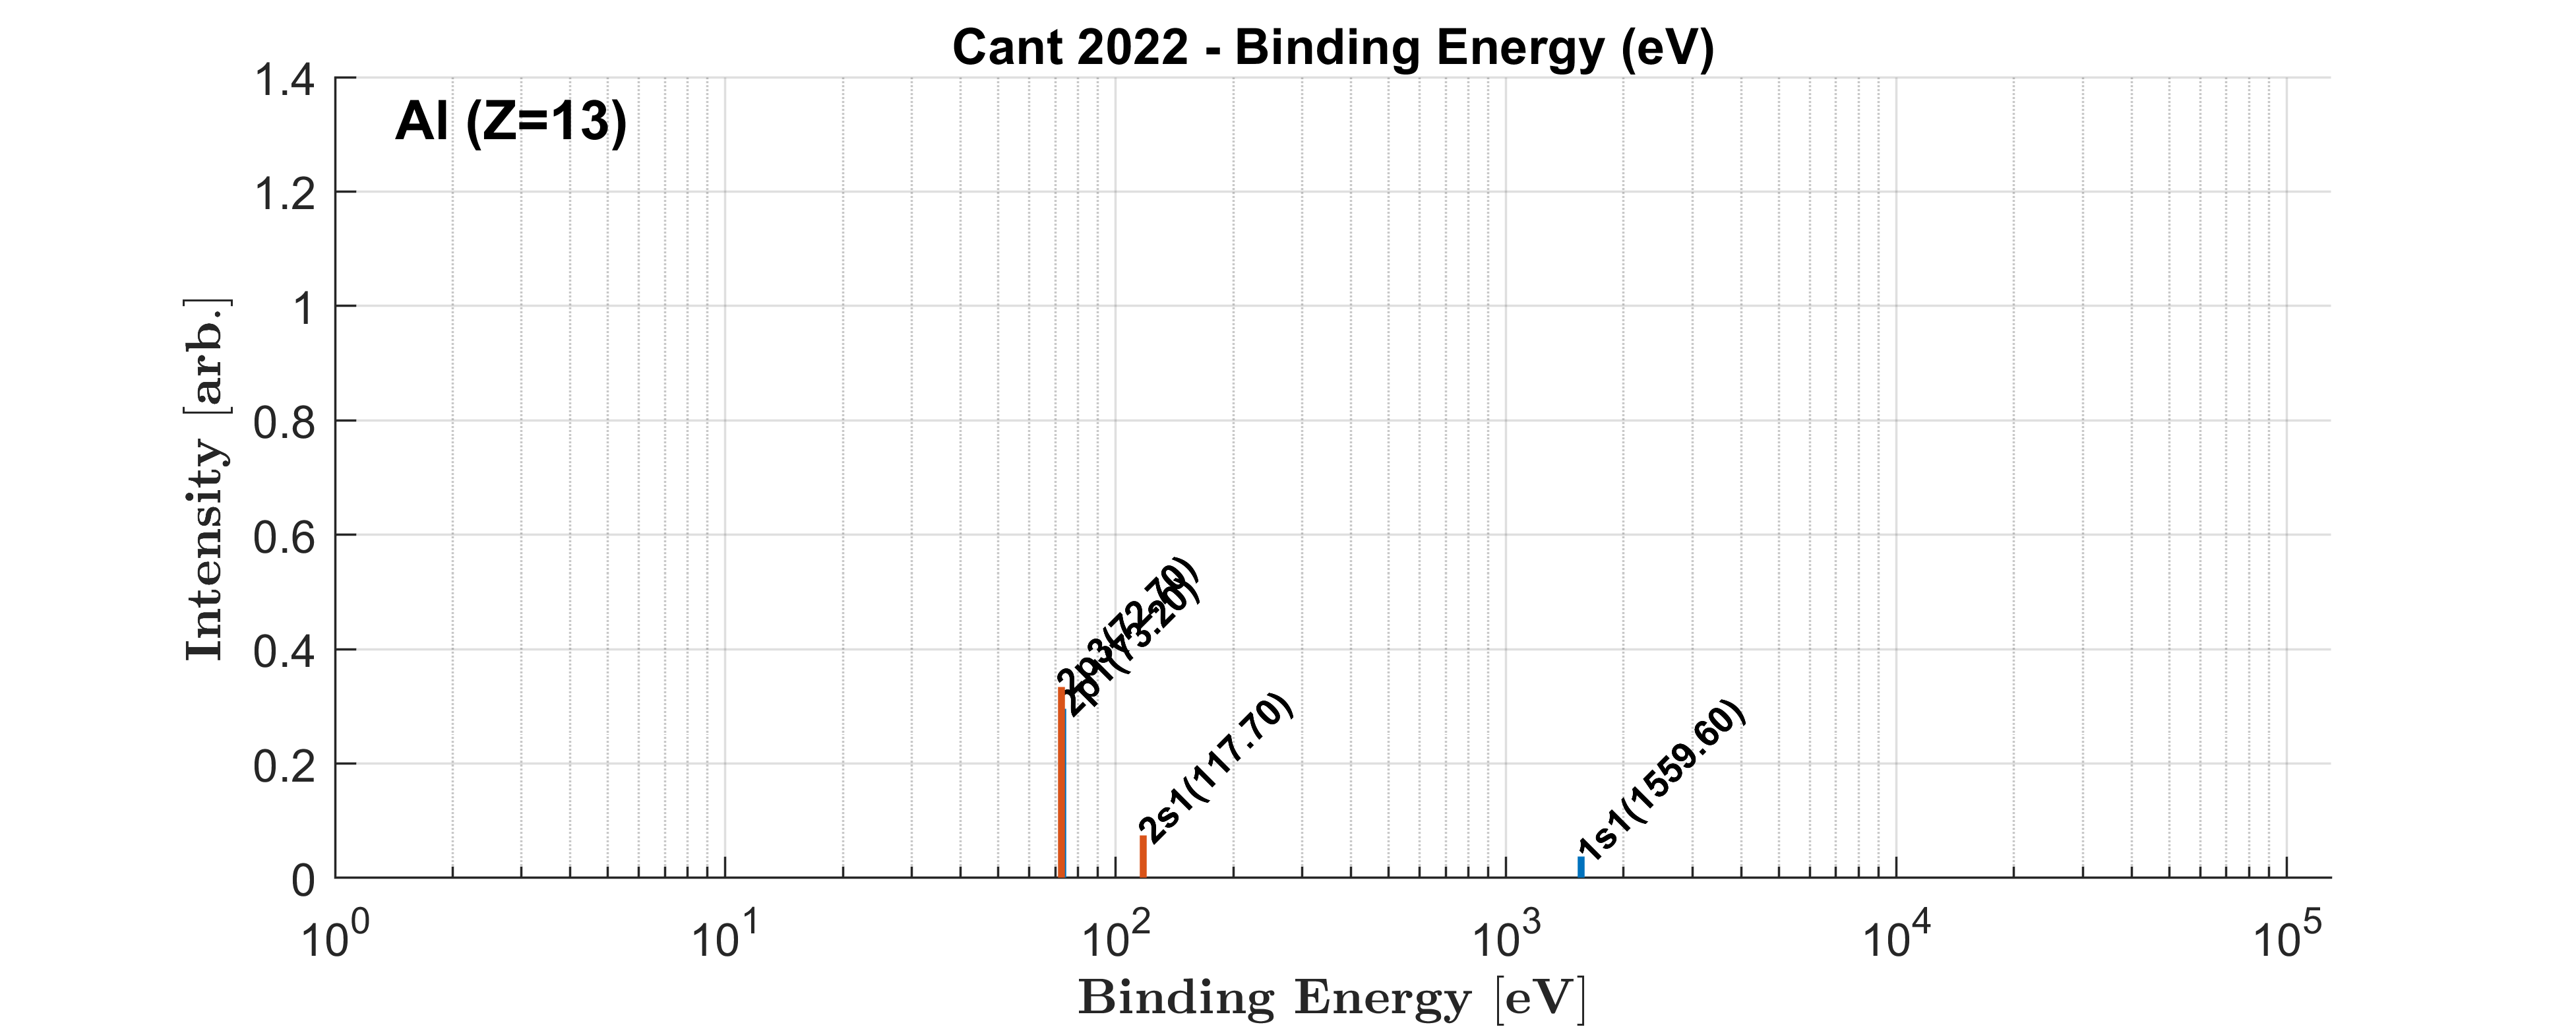 Cant 2022 - Binding Energy (eV)
Al (Z=13)
Intensity [arb.]
1.4
1.2
1
0.8
0.6
0.4
0.2
0
2p3(72.70)
2p1(73.20)
2s1(117.70)
1s1(1559.60)
10^0 10^1 10^2 10^3 10^4 10^5
Binding Energy [eV]